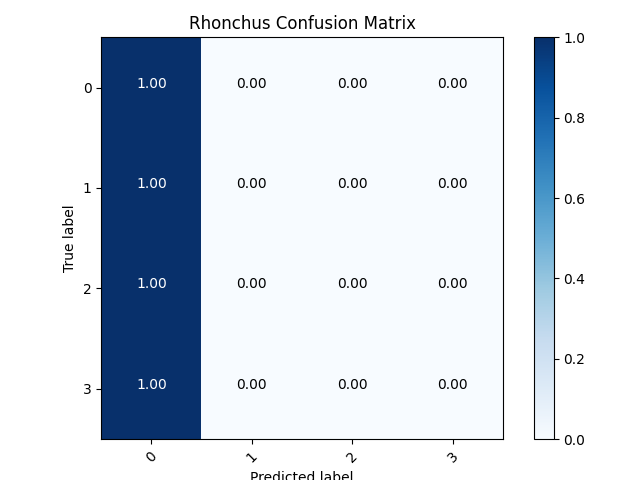 Rhonchus Confusion Matrix
1.0
0 1.00 0.00 0.00 0.00
0.8
1 1.00 0.00 0.00 0.00
0.6
True label
2 1.00 0.00 0.00 0.00
0.4
0.2
3 1.00 0.00 0.00 0.00
0.0
0 1 2 3
Predicted label